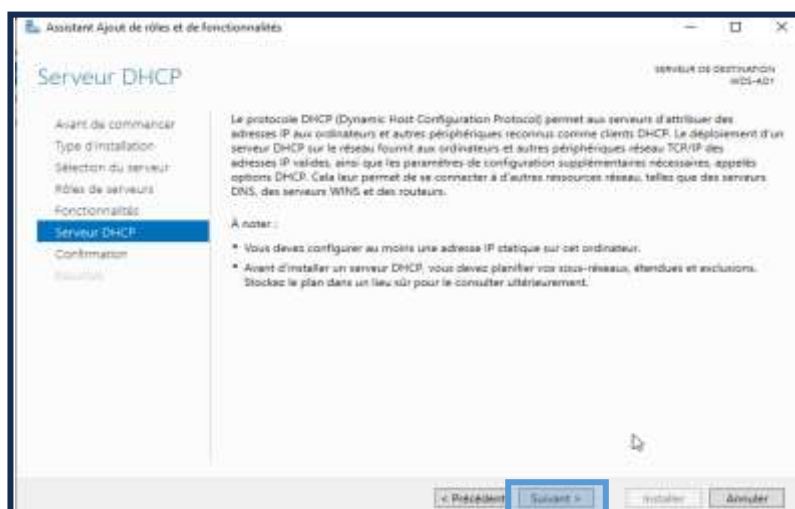 Assistant Ajout de rôles et de fonctionnalités
Serveur DHCP
SERVEUR DE DESTINATION
WDS-AD1
Avant de commencer
Type d'installation
Sélection du serveur
Rôles de serveurs
Fonctionnalités
Serveur DHCP
Confirmation
Résultats
Le protocole DHCP (Dynamic Host Configuration Protocol) permet aux serveurs d'attribuer des
adresses IP aux ordinateurs et autres périphériques reconnus comme clients DHCP. Le déploiement d'un
serveur DHCP sur le réseau fournit aux ordinateurs et autres périphériques réseau TCP/IP des
adresses IP valides, ainsi que les paramètres de configuration supplémentaires nécessaires, appelés
options DHCP. Cela leur permet de se connecter à d'autres ressources réseau, telles que des serveurs
DNS, des serveurs WINS et des routeurs.
À noter :
• Vous devez configurer au moins une adresse IP statique sur cet ordinateur.
• Avant d'installer un serveur DHCP, vous devez planifier vos sous-réseaux, étendues et exclusions.
Stockez le plan dans un lieu sûr pour le consulter ultérieurement.
< Précédent
Suivant >
Installer
Annuler